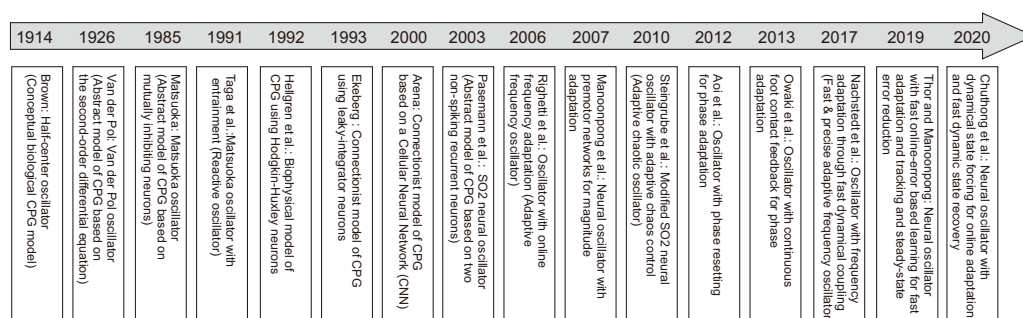 1914 1926 1985 1991 1992 1993 2000 2003 2006 2007 2010 2012 2013 2017 2019 2020
Brown: Half-center oscillator
(Conceptual biological CPG model)
Van der Pol: Van der Pol oscillator
(Abstract model of CPG based on
the second-order differential equation)
Matsuoka: Matsuoka oscillator
(Abstract model of CPG based on
mutually inhibiting neurons)
Taga et al.:Matsuoka oscillator with
entrainment (Reactive oscillator)
Hellgren et al.: Biophysical model of
CPG using Hodgkin-Huxley neurons
Ekeberg : Connectionist model of CPG
using leaky-integrator neurons
Arena: Connectionist model of CPG
based on a Cellular Neural Network (CNN)
Pasemann et al.: SO2 neural oscillator
(Abstract model of CPG based on two
non-spiking recurrent neurons)
Righetti et al.: Oscillator with online
frequency adaptation (Adaptive
frequency oscillator)
Manoonpong et al.: Neural oscillator with
premotor networks for magnitude
adaptation
Steingrube et al.: Modified SO2 neural
oscillator with adaptive chaos control
(Adaptive chaotic oscillator)
Aoi et al.: Oscillator with phase resetting
for phase adaptation
Owaki et al.: Oscillator with continuous
foot contact feedback for phase
adaptation
Nachstedt et al.: Oscillator with frequency
adaptation through fast dynamical coupling
(Fast & precise adaptive frequency oscillator)
Thor and Manoonpong: Neural oscillator
with fast online-error based learning for fast
adaptation and tracking and steady-state
error reduction
Chuthong et al.: Neural oscillator with
dynamical state forcing for online adaptation
and fast dynamic state recovery